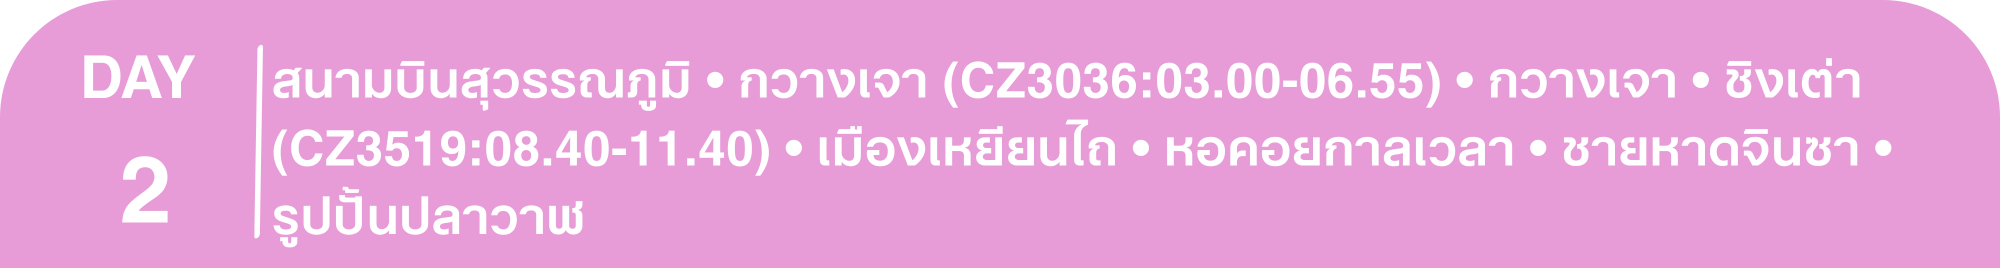 DAY
2
สนามบินสุวรรณภูมิ • กวางเจา (CZ3036:03.00-06.55) • กวางเจา • ชิงเต่า
(CZ3519:08.40-11.40) • เมืองเหยียนไถ • หอคอยกาลเวลา • ชายหาดจินซา •
รูปปั้นปลาวาฬ